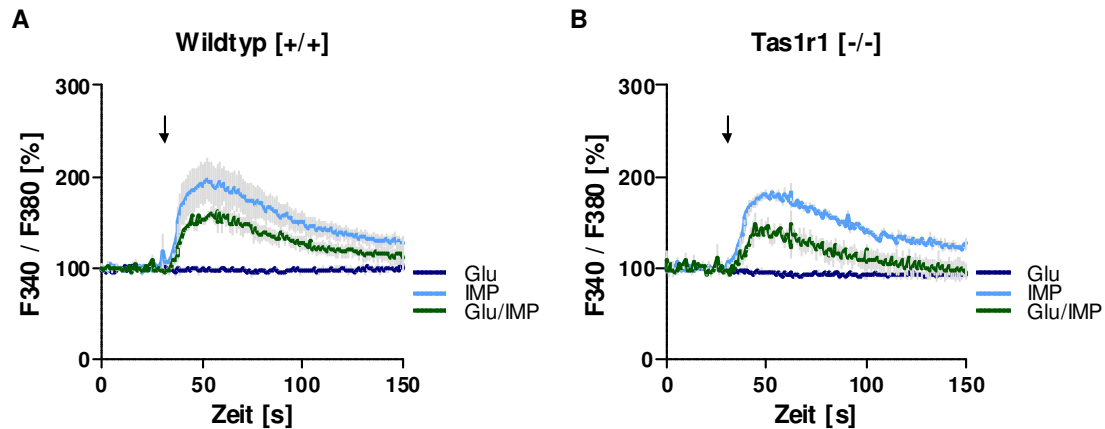 A
Wildtyp [+/+]
F340 / F380 [%]
300
200
100
0
0 50 100 150
Zeit [s]
Glu
IMP
Glu/IMP
B
Tas1r1 [-/-]
F340 / F380 [%]
300
200
100
0
0 50 100 150
Zeit [s]
Glu
IMP
Glu/IMP